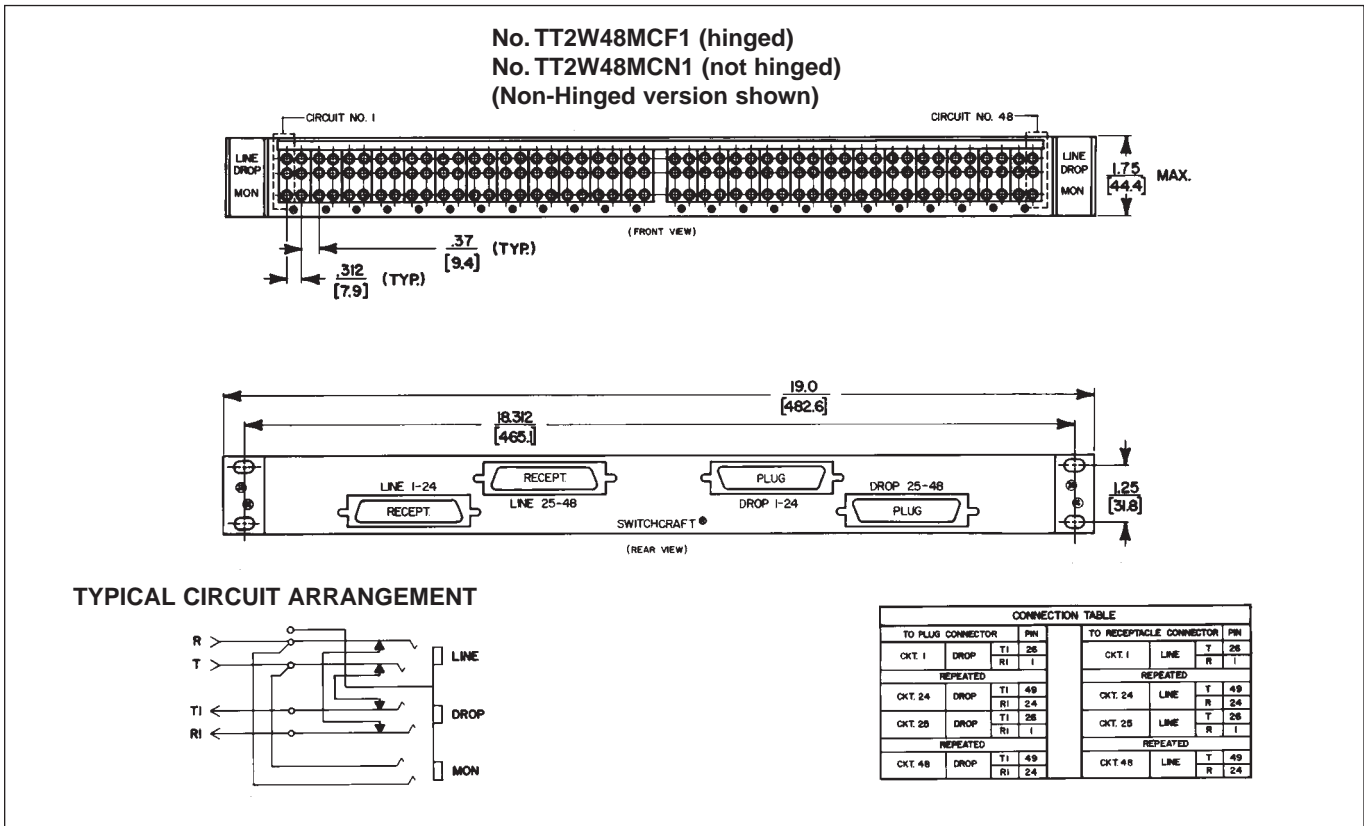 No. TT2W48MCF1 (hinged)
No. TT2W48MCN1 (not hinged)
(Non-Hinged version shown)
CIRCUIT NO. 1
CIRCUIT NO. 48
LINE
DROP
MON
LINE
DROP
MON
1.75
[44.4]
MAX.
(FRONT VIEW)
.37
[9.4]
(TYP.)
.312
[7.9]
(TYP.)
19.0
[482.6]
18.312
[465.1]
LINE 1-24
RECEPT.
RECEPT.
LINE 25-48
PLUG
DROP 1-24
DROP 25-48
PLUG
1.25
[31.8]
SWITCHCRAFT®
(REAR VIEW)
TYPICAL CIRCUIT ARRANGEMENT
R
T
T1
R1
LINE
DROP
MON
CONNECTION TABLE
TO PLUG CONNECTOR PIN TO RECEPTACLE CONNECTOR PIN
CKT. 1 DROP T1 26 CKT. 1 LINE T 26
R1 1 R 1
REPEATED REPEATED
CKT. 24 DROP T1 49 CKT. 24 LINE T 49
R1 24 R 24
CKT. 25 DROP T1 26 CKT. 25 LINE T 26
R1 1 R 1
REPEATED REPEATED
CKT. 48 DROP T1 49 CKT. 48 LINE T 49
R1 24 R 24